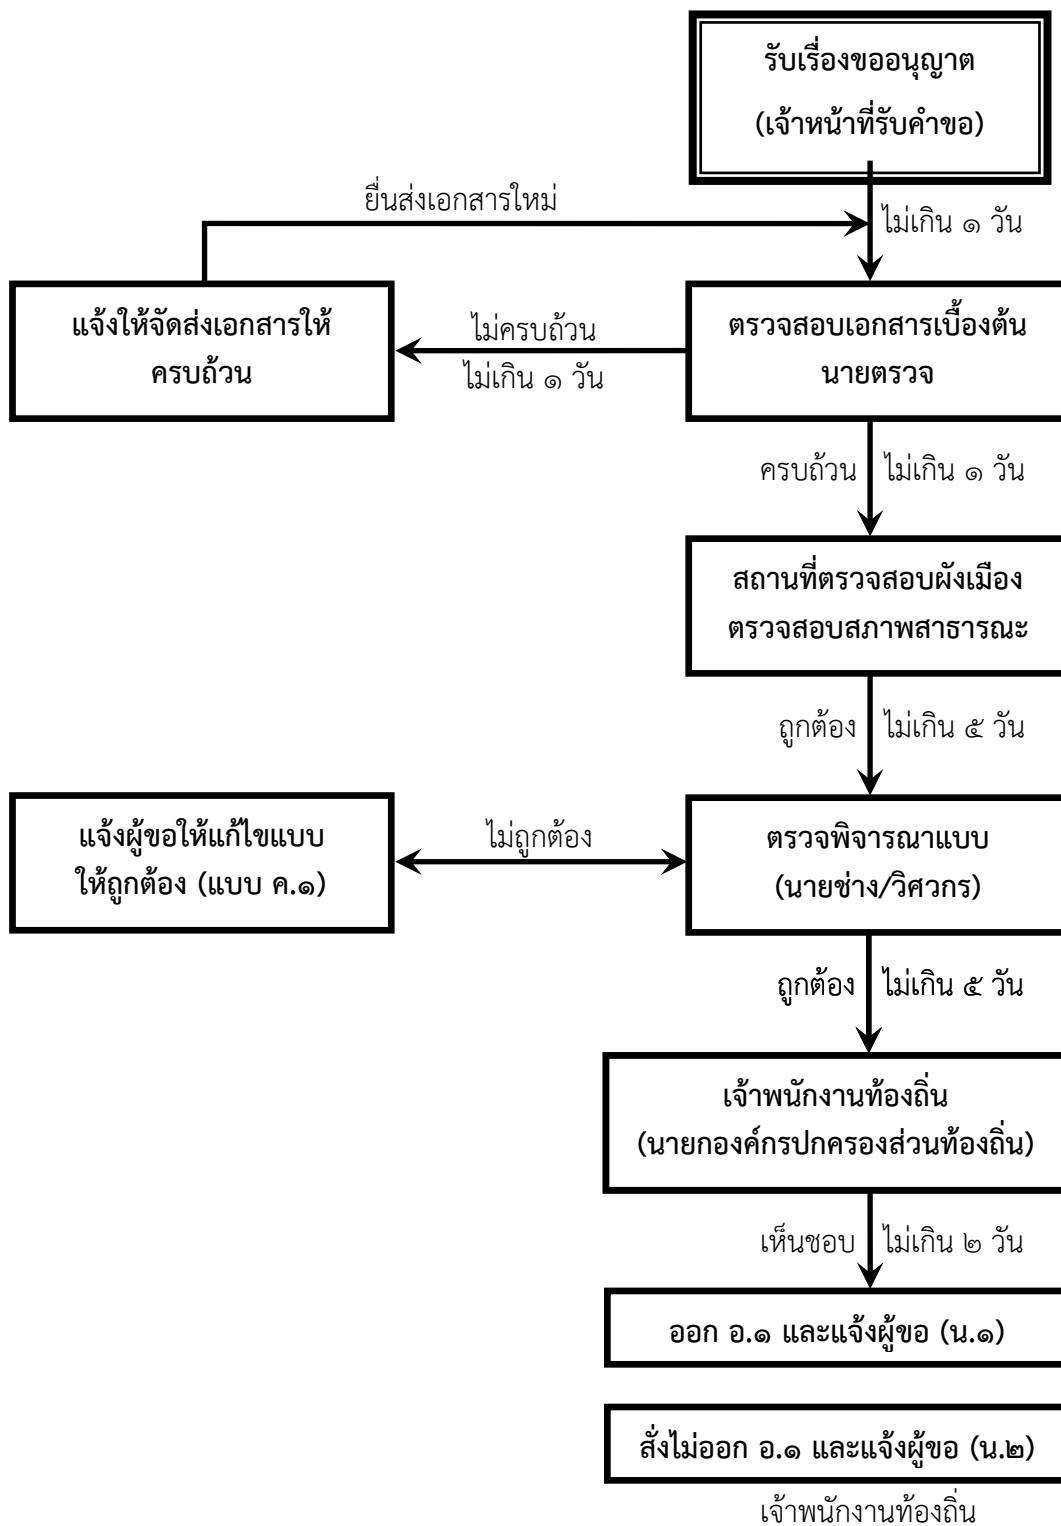 รับเรื่องขออนุญาต
(เจ้าหน้าที่รับคำขอ)
ยื่นส่งเอกสารใหม่
ไม่เกิน ๑ วัน
แจ้งให้จัดส่งเอกสารให้
ครบถ้วน
ไม่ครบถ้วน
ไม่เกิน ๑ วัน
ตรวจสอบเอกสารเบื้องต้น
นายตรวจ
ครบถ้วน ไม่เกิน ๑ วัน
สถานที่ตรวจสอบผังเมือง
ตรวจสอบสภาพสาธารณะ
ถูกต้อง ไม่เกิน ๕ วัน
แจ้งผู้ขอให้แก้ไขแบบ
ให้ถูกต้อง (แบบ ค.๑)
ไม่ถูกต้อง
ตรวจพิจารณาแบบ
(นายช่าง/วิศวกร)
ถูกต้อง ไม่เกิน ๕ วัน
เจ้าพนักงานท้องถิ่น
(นายกองค์กรปกครองส่วนท้องถิ่น)
เห็นชอบ ไม่เกิน ๒ วัน
ออก อ.๑ และแจ้งผู้ขอ (น.๑)
สั่งไม่ออก อ.๑ และแจ้งผู้ขอ (น.๒)
เจ้าพนักงานท้องถิ่น